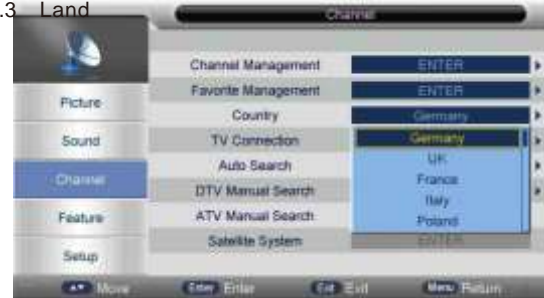 .3 Land
Channel
Channel Management ENTER
Favorite Management ENTER
Picture
Country Germany
Sound
TV Connection Germany
UK
Auto Search
Channel
France
DTV Manual Search
Italy
Feature
ATV Manual Search
Poland
Satellite System ENTER
Setup
Move Enter Enter Exit Exit Menu Return